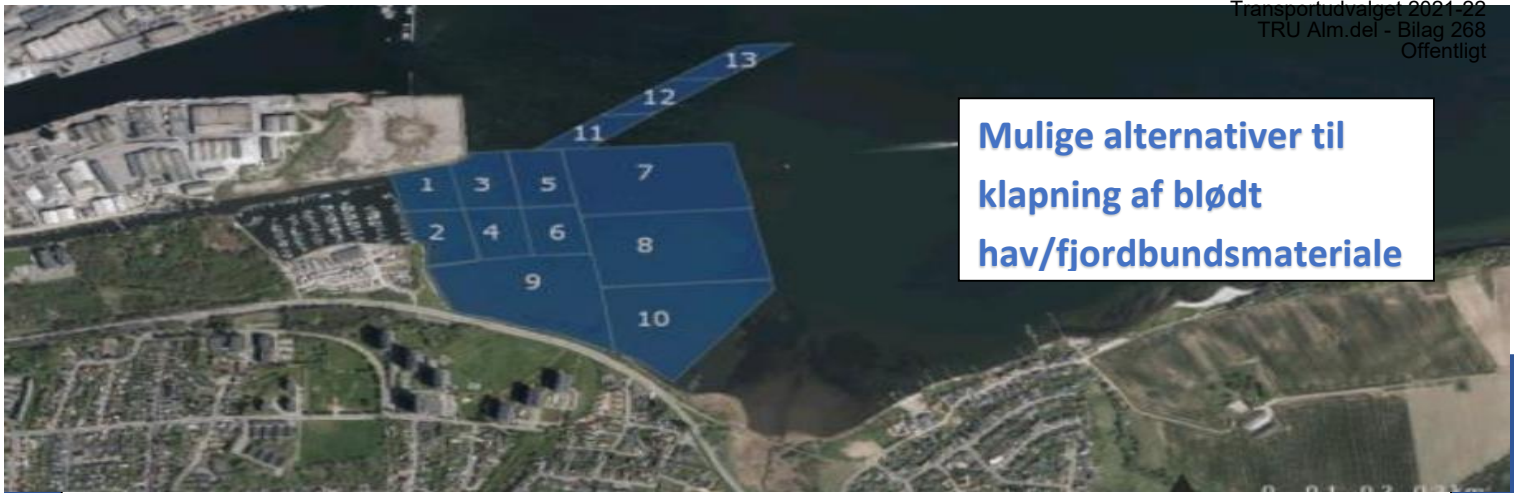 Transportudvalget 2021-22
TRU Alm.del - Bilag 268
Offentligt
13
12
11
7
1
3
5
2
4
6
8
9
10
Mulige alternativer til
klapning af blødt
hav/fjordbundsmateriale